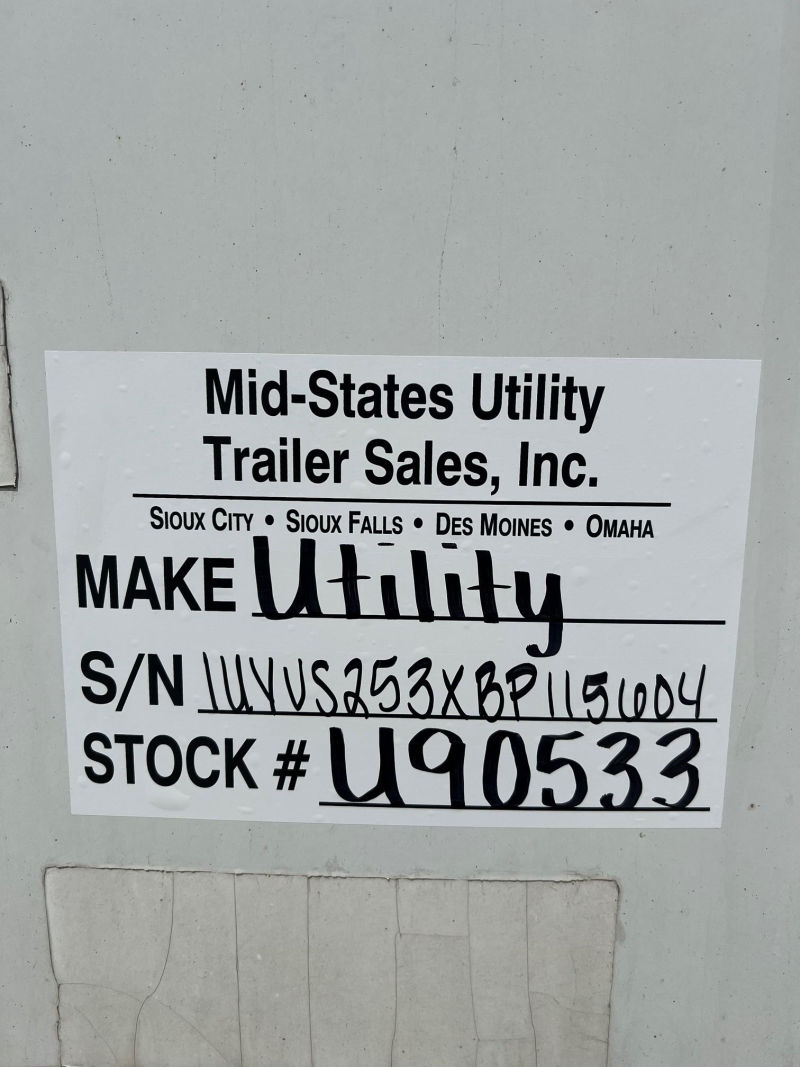 Mid-States Utility
Trailer Sales, Inc.
SIOUX CITY • SIOUX FALLS • DES MOINES • OMAHA
MAKE Utility
S/N 1UYVS253XBP115604
STOCK # U90533